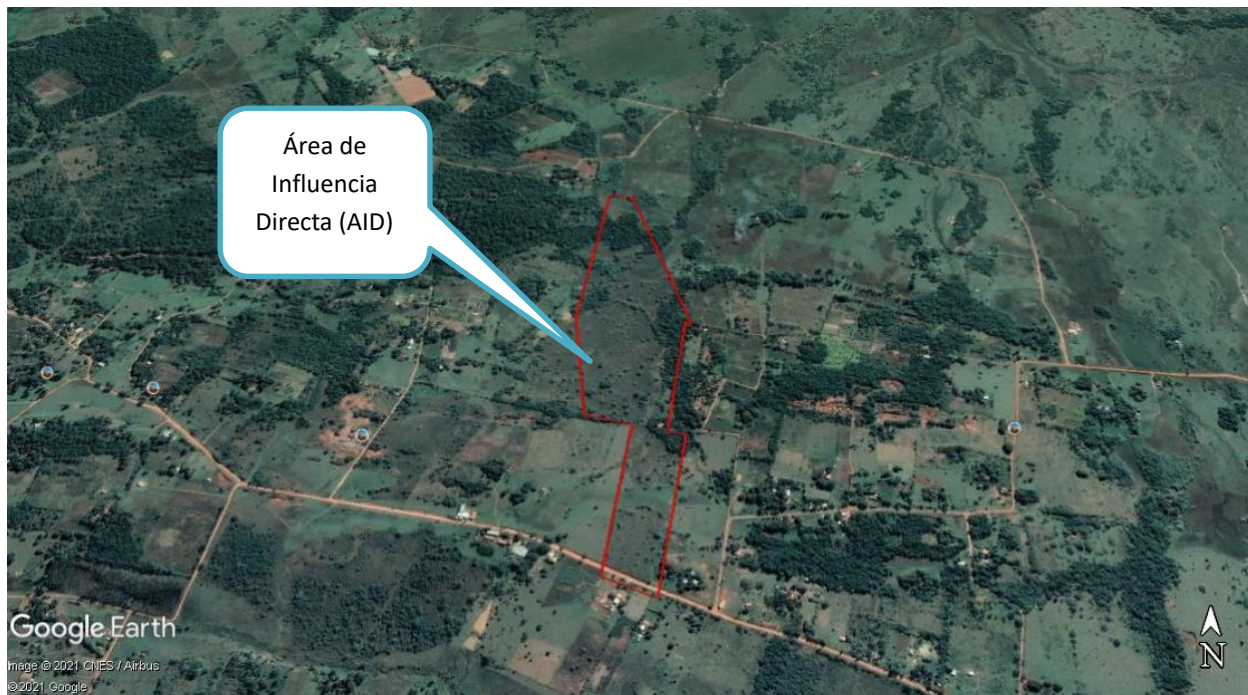 Área de
Influencia
Directa (AID)
Google Earth
Image © 2021 CNES / Airbus
© 2021 Google
N